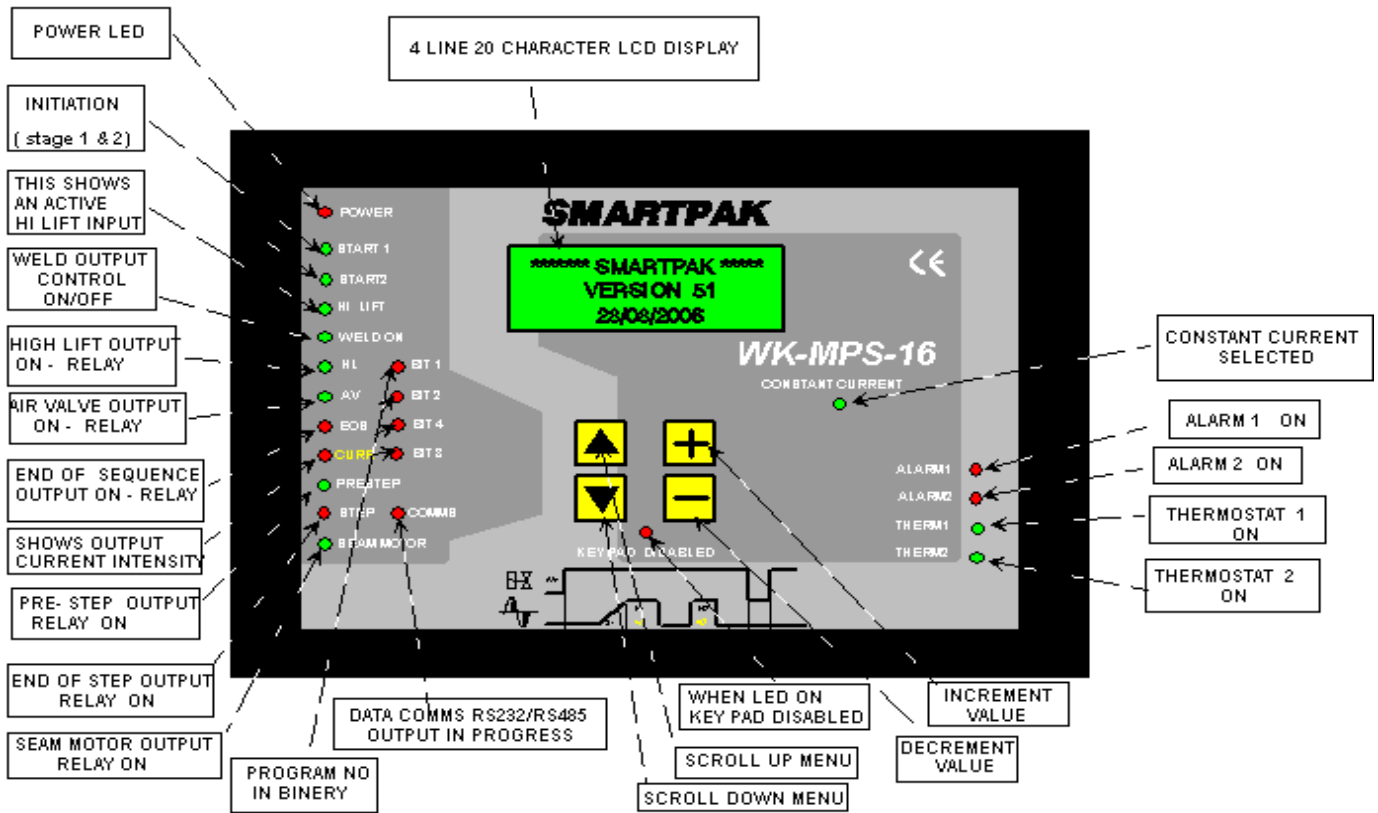 POWER LED
4 LINE 20 CHARACTER LCD DISPLAY
INITIATION
( stage 1 & 2)
THIS SHOWS
AN ACTIVE
HI LIFT INPUT
WELD OUTPUT
CONTROL
ON/OFF
HIGH LIFT OUTPUT
ON - RELAY
AIR VALVE OUTPUT
ON - RELAY
END OF SEQUENCE
OUTPUT ON - RELAY
SHOWS OUTPUT
CURRENT INTENSITY
PRE- STEP OUTPUT
RELAY ON
END OF STEP OUTPUT
RELAY ON
SEAM MOTOR OUTPUT
RELAY ON
POWER
START 1
START2
HI LIFT
WELD ON
HL
AV
EOS
CURR
PRESTEP
STEP
SEAM MOTOR
BIT 1
BIT 2
BIT 4
BIT 8
COMMS
SMARTPAK
******* SMARTPAK *****
VERSION 51
28/08/2006
CE
WK-MPS-16
CONSTANT CURRENT
KEYPAD DISABLED
ALARM1
ALARM2
THERM1
THERM2
CONSTANT CURRENT
SELECTED
ALARM 1 ON
ALARM 2 ON
THERMOSTAT 1
ON
THERMOSTAT 2
ON
PROGRAM NO
IN BINERY
DATA COMMS RS232/RS485
OUTPUT IN PROGRESS
WHEN LED ON
KEY PAD DISABLED
INCREMENT
VALUE
DECREMENT
VALUE
SCROLL UP MENU
SCROLL DOWN MENU